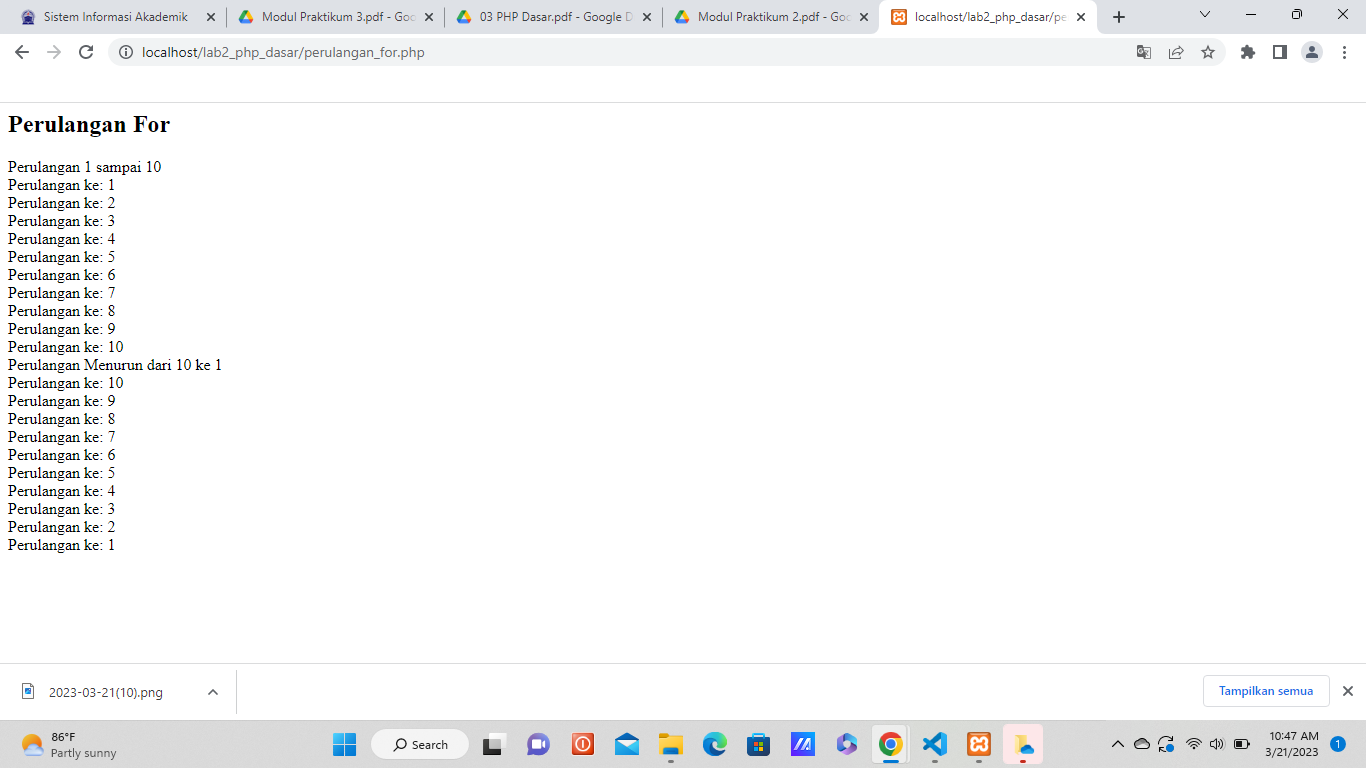 Sistem Informasi Akademik
Modul Praktikum 3.pdf - Goo
03 PHP Dasar.pdf - Google D
Modul Praktikum 2.pdf - Goo
localhost/lab2_php_dasar/pe
localhost/lab2_php_dasar/perulangan_for.php
Perulangan For
Perulangan 1 sampai 10
Perulangan ke: 1
Perulangan ke: 2
Perulangan ke: 3
Perulangan ke: 4
Perulangan ke: 5
Perulangan ke: 6
Perulangan ke: 7
Perulangan ke: 8
Perulangan ke: 9
Perulangan ke: 10
Perulangan Menurun dari 10 ke 1
Perulangan ke: 10
Perulangan ke: 9
Perulangan ke: 8
Perulangan ke: 7
Perulangan ke: 6
Perulangan ke: 5
Perulangan ke: 4
Perulangan ke: 3
Perulangan ke: 2
Perulangan ke: 1
2023-03-21(10).png
Tampilkan semua
86°F
Partly sunny
Search
10:47 AM
3/21/2023
1